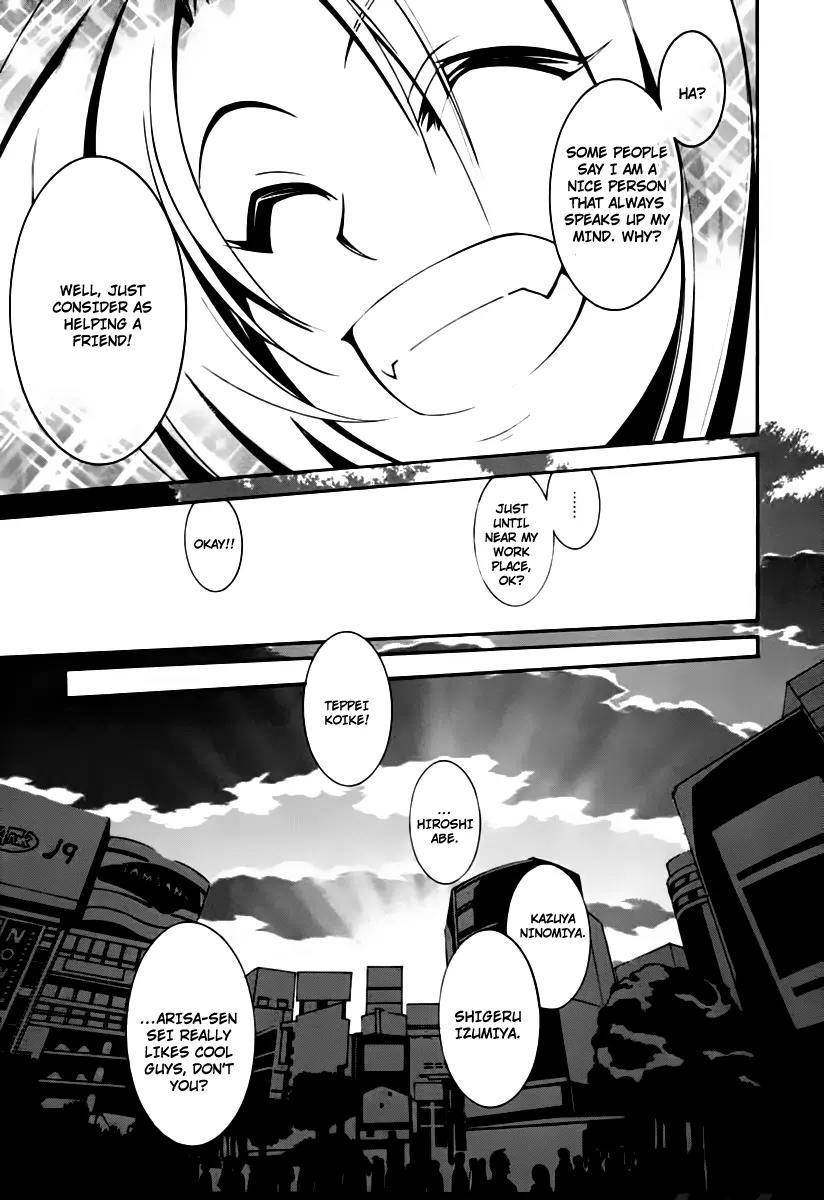 HA?
SOME PEOPLE
SAY I AM A
NICE PERSON
THAT ALWAYS
SPEAKS UP MY
MIND. WHY?
WELL, JUST
CONSIDER AS
HELPING A
FRIEND!
......
JUST
UNTIL
NEAR MY
WORK
PLACE,
OK?
OKAY!!
TEPPEI
KOIKE!
...
HIROSHI
ABE.
KAZUYA
NINOMIYA.
SHIGERU
IZUMIYA.
...ARISA-SEN
SEI REALLY
LIKES COOL
GUYS, DON'T
YOU?
J9